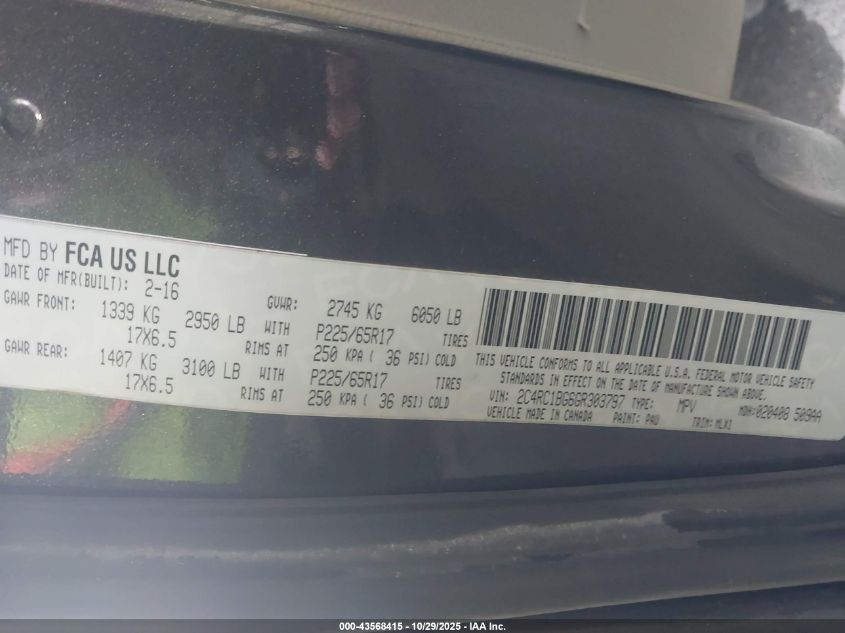 MFD BY FCA US LLC
DATE OF MFR(BUILT): 2-16
GVWR: 2745 KG 6050 LB
GAWR FRONT: 1339 KG 2950 LB WITH P225/65R17 TIRES
17X6.5 RIMS AT 250 KPA ( 36 PSI) COLD
GAWR REAR: 1407 KG 3100 LB WITH P225/65R17 TIRES
17X6.5 RIMS AT 250 KPA ( 36 PSI) COLD
THIS VEHICLE CONFORMS TO ALL APPLICABLE U.S.A. FEDERAL MOTOR VEHICLE SAFETY
STANDARDS IN EFFECT ON THE DATE OF MANUFACTURE SHOWN ABOVE.
VIN: 2C4RC1BG6GR303797 TYPE: MPV MDH:020408 509AA
VEHICLE MADE IN CANADA PAINT: PAU TRIM: MLX1
000-43568415 - 10/29/2025 - IAA Inc.